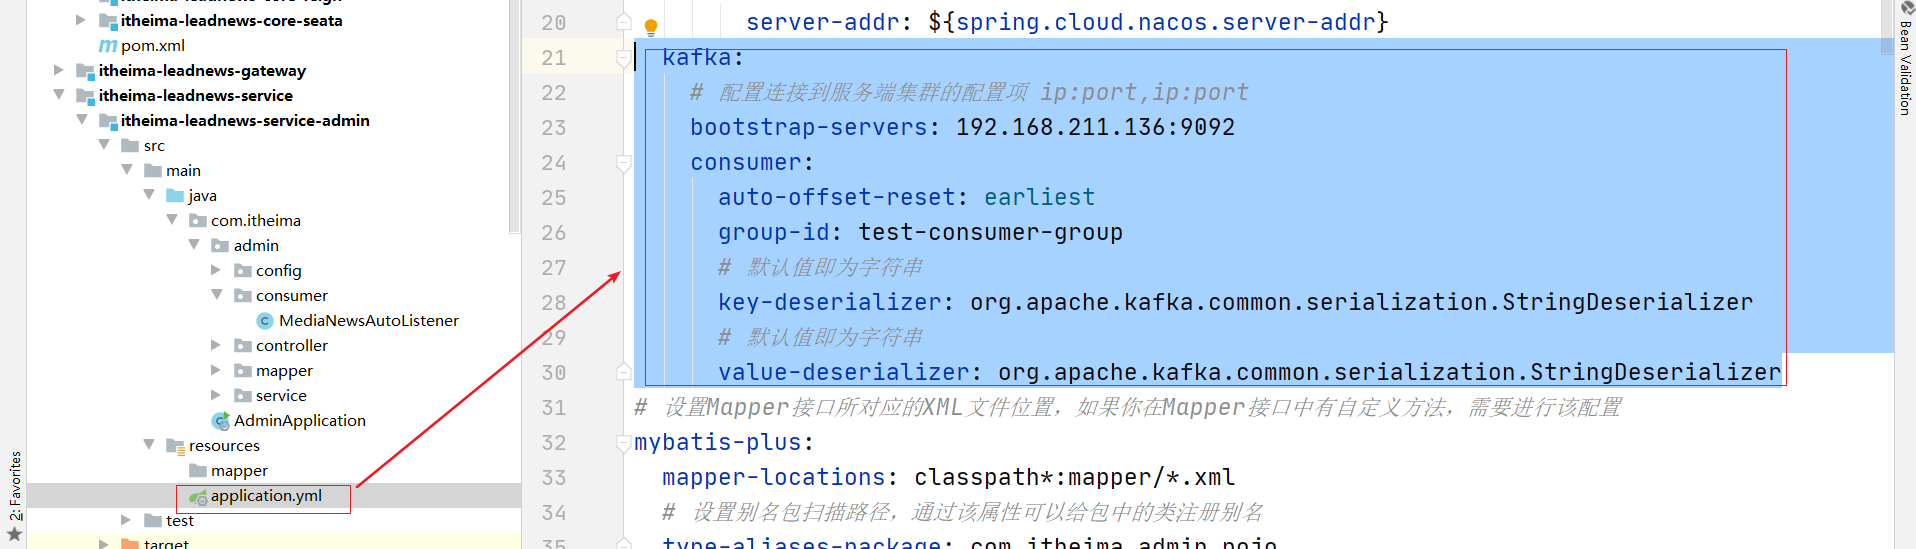 itheima-leadnews-core-seata
pom.xml
itheima-leadnews-gateway
itheima-leadnews-service
itheima-leadnews-service-admin
src
main
java
com.itheima
admin
config
consumer
MediaNewsAutoListener
controller
mapper
service
AdminApplication
resources
mapper
application.yml
test
target
2: Favorites
20 server-addr: ${spring.cloud.nacos.server-addr}
21 kafka:
22 # 配置连接到服务端集群的配置项 ip:port,ip:port
23 bootstrap-servers: 192.168.211.136:9092
24 consumer:
25 auto-offset-reset: earliest
26 group-id: test-consumer-group
27 # 默认值即为字符串
28 key-deserializer: org.apache.kafka.common.serialization.StringDeserializer
29 # 默认值即为字符串
30 value-deserializer: org.apache.kafka.common.serialization.StringDeserializer
31 # 设置Mapper接口所对应的XML文件位置，如果你在Mapper接口中有自定义方法，需要进行该配置
32 mybatis-plus:
33 mapper-locations: classpath*:mapper/*.xml
34 # 设置别名包扫描路径，通过该属性可以给包中的类注册别名
35 type-aliases-package: com.itheima.admin.pojo
Bean Validation